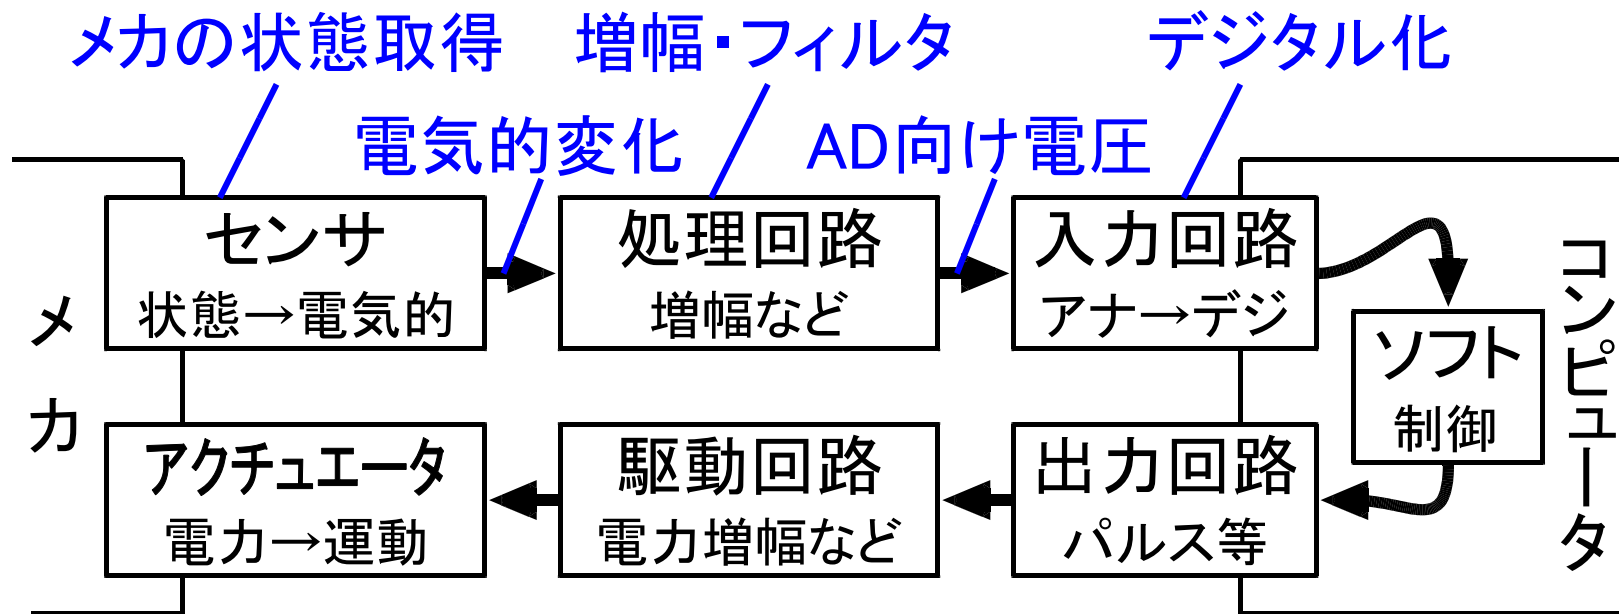 メカの状態取得
増幅・フィルタ
デジタル化
電気的変化
AD向け電圧
メカ
センサ
状態→電気的
処理回路
増幅など
入力回路
アナ→デジ
ソフト
制御
コンピュータ
アクチュエータ
電力→運動
駆動回路
電力増幅など
出力回路
パルス等